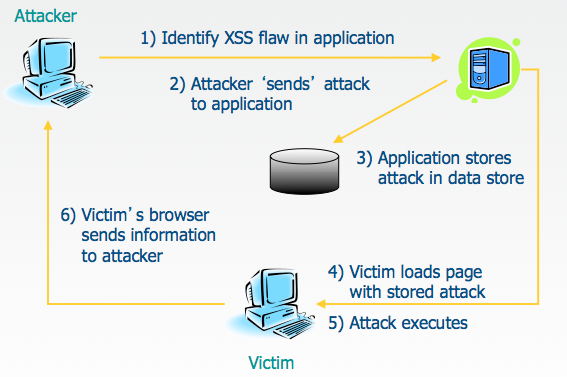 Attacker
1) Identify XSS flaw in application
2) Attacker ‘sends’ attack
to application
3) Application stores
attack in data store
6) Victim’s browser
sends information
to attacker
4) Victim loads page
with stored attack
5) Attack executes
Victim